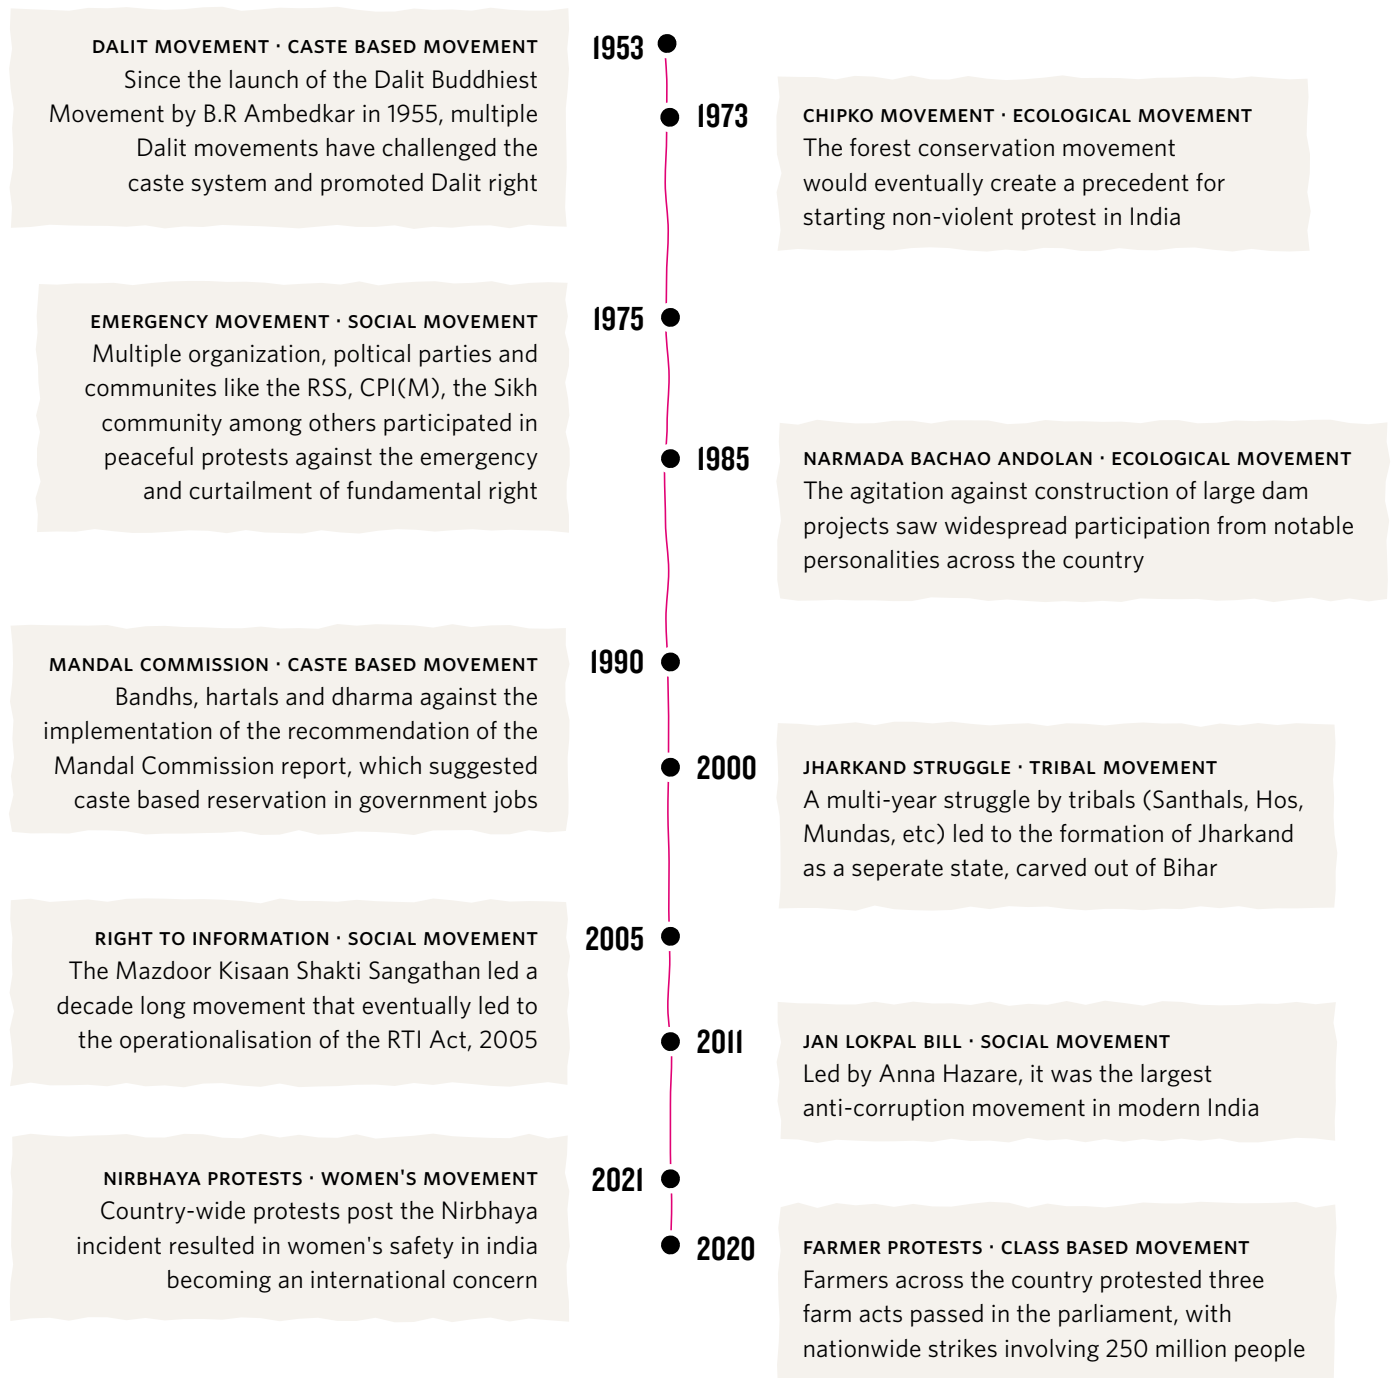 1953
DALIT MOVEMENT · CASTE BASED MOVEMENT
Since the launch of the Dalit Buddhiest
Movement by B.R Ambedkar in 1955, multiple
Dalit movements have challenged the
caste system and promoted Dalit right
1973
CHIPKO MOVEMENT · ECOLOGICAL MOVEMENT
The forest conservation movement
would eventually create a precedent for
starting non-violent protest in India
1975
EMERGENCY MOVEMENT · SOCIAL MOVEMENT
Multiple organization, poltical parties and
communites like the RSS, CPI(M), the Sikh
community among others participated in
peaceful protests against the emergency
and curtailment of fundamental right
1985
NARMADA BACHAO ANDOLAN · ECOLOGICAL MOVEMENT
The agitation against construction of large dam
projects saw widespread participation from notable
personalities across the country
1990
MANDAL COMMISSION · CASTE BASED MOVEMENT
Bandhs, hartals and dharma against the
implementation of the recommendation of the
Mandal Commission report, which suggested
caste based reservation in government jobs
2000
JHARKAND STRUGGLE · TRIBAL MOVEMENT
A multi-year struggle by tribals (Santhals, Hos,
Mundas, etc) led to the formation of Jharkand
as a seperate state, carved out of Bihar
2005
RIGHT TO INFORMATION · SOCIAL MOVEMENT
The Mazdoor Kisaan Shakti Sangathan led a
decade long movement that eventually led to
the operationalisation of the RTI Act, 2005
2011
JAN LOKPAL BILL · SOCIAL MOVEMENT
Led by Anna Hazare, it was the largest
anti-corruption movement in modern India
2021
NIRBHAYA PROTESTS · WOMEN'S MOVEMENT
Country-wide protests post the Nirbhaya
incident resulted in women's safety in india
becoming an international concern
2020
FARMER PROTESTS · CLASS BASED MOVEMENT
Farmers across the country protested three
farm acts passed in the parliament, with
nationwide strikes involving 250 million people